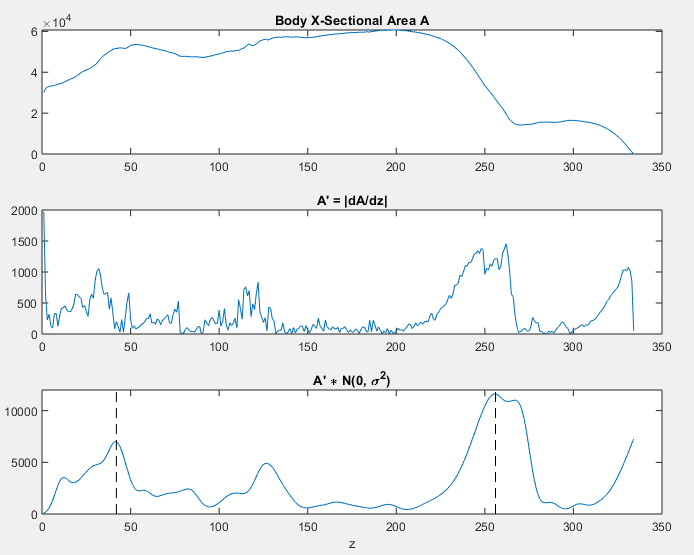 Body X-Sectional Area A
×10⁴
6
4
2
0
0 50 100 150 200 250 300 350
A' = |dA/dz|
2000
1500
1000
500
0
0 50 100 150 200 250 300 350
A' ∗ N(0, σ²)
10000
5000
0
0 50 100 150 200 250 300 350
z